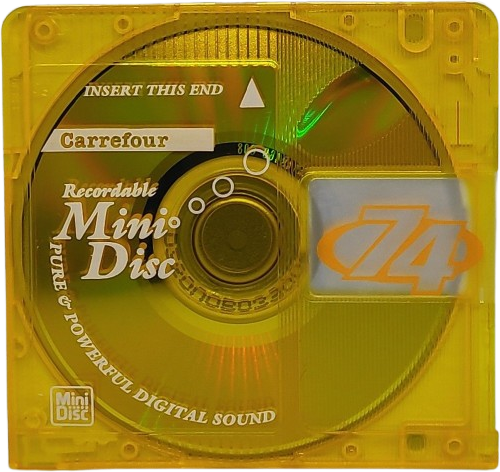 INSERT THIS END
Carrefour
Recordable
Mini
Disc
74
PURE & POWERFUL DIGITAL SOUND
Mini
Disc